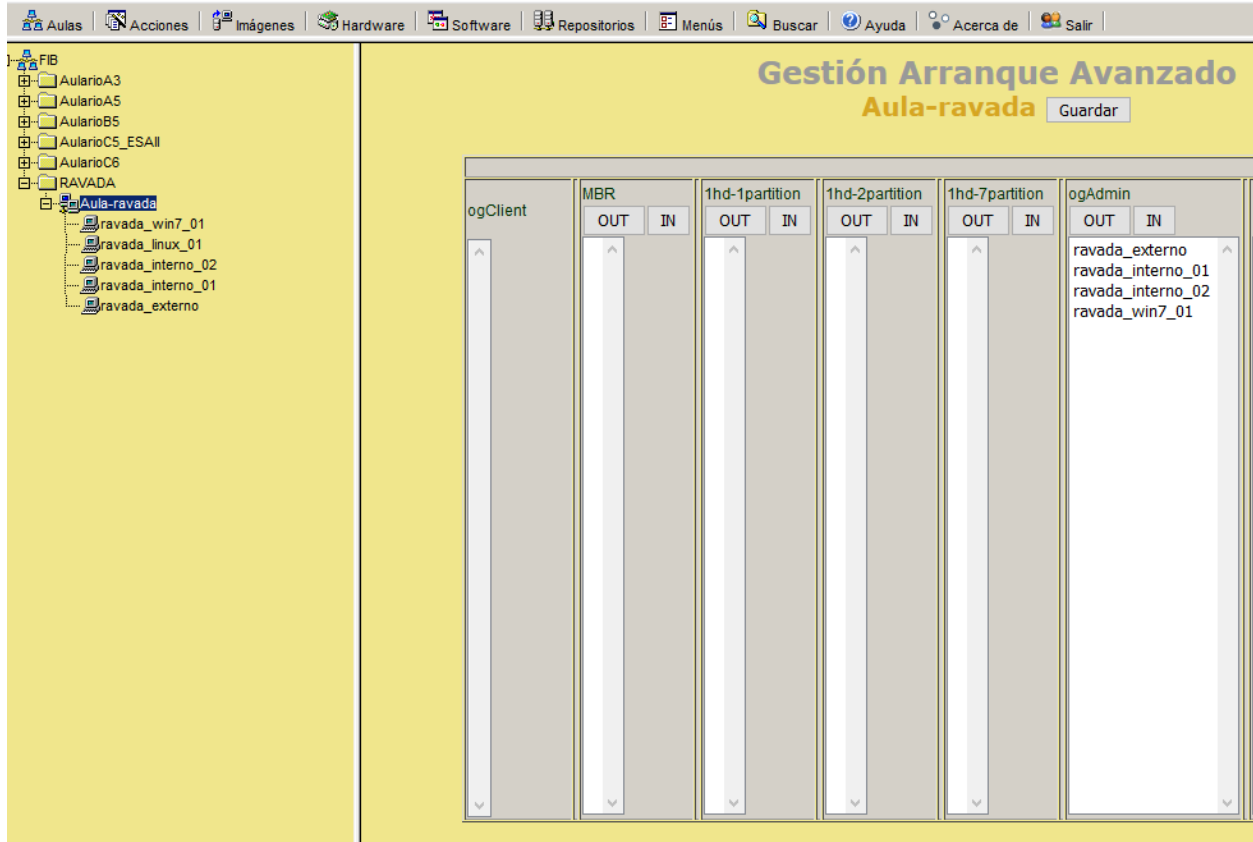 Aulas Acciones Imágenes Hardware Software Repositorios Menús Buscar Ayuda Acerca de Salir
FIB
AularioA3
AularioA5
AularioB5
AularioC5_ESAII
AularioC6
RAVADA
Aula-ravada
ravada_win7_01
ravada_linux_01
ravada_interno_02
ravada_interno_01
ravada_externo
Gestión Arranque Avanzado
Aula-ravada Guardar
ogClient
MBR
OUT IN
1hd-1partition
OUT IN
1hd-2partition
OUT IN
1hd-7partition
OUT IN
ogAdmin
OUT IN
ravada_externo
ravada_interno_01
ravada_interno_02
ravada_win7_01